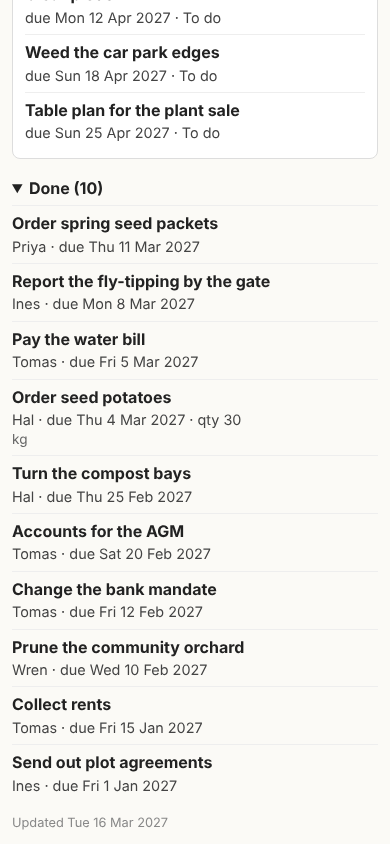 due Mon 12 Apr 2027 · To do
Weed the car park edges
due Sun 18 Apr 2027 · To do
Table plan for the plant sale
due Sun 25 Apr 2027 · To do
▼ Done (10)
Order spring seed packets
Priya · due Thu 11 Mar 2027
Report the fly-tipping by the gate
Ines · due Mon 8 Mar 2027
Pay the water bill
Tomas · due Fri 5 Mar 2027
Order seed potatoes
Hal · due Thu 4 Mar 2027 · qty 30
kg
Turn the compost bays
Hal · due Thu 25 Feb 2027
Accounts for the AGM
Tomas · due Sat 20 Feb 2027
Change the bank mandate
Tomas · due Fri 12 Feb 2027
Prune the community orchard
Wren · due Wed 10 Feb 2027
Collect rents
Tomas · due Fri 15 Jan 2027
Send out plot agreements
Ines · due Fri 1 Jan 2027
Updated Tue 16 Mar 2027